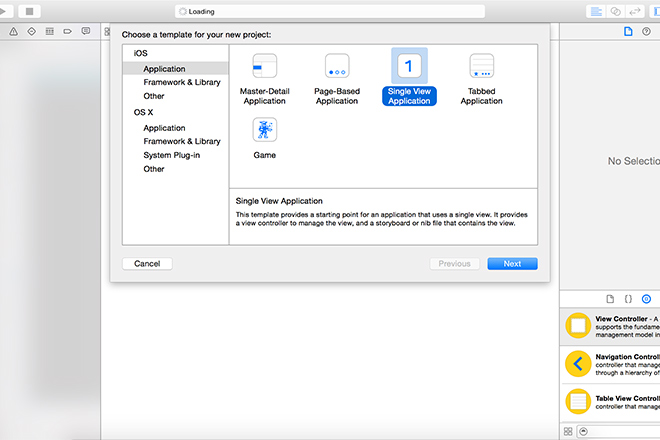 Loading
Choose a template for your new project:
iOS
Application
Framework & Library
Other
OS X
Application
Framework & Library
System Plug-in
Other
Master-Detail
Application
Page-Based
Application
1
Single View
Application
Tabbed
Application
Game
Single View Application
This template provides a starting point for an application that uses a single view. It provides
a view controller to manage the view, and a storyboard or nib file that contains the view.
Cancel
Previous
Next
No Selectio
View Controller - A
supports the fundame
management model in
Navigation Controll
controller that manage
through a hierarchy of
Table View Controll
controller that manage